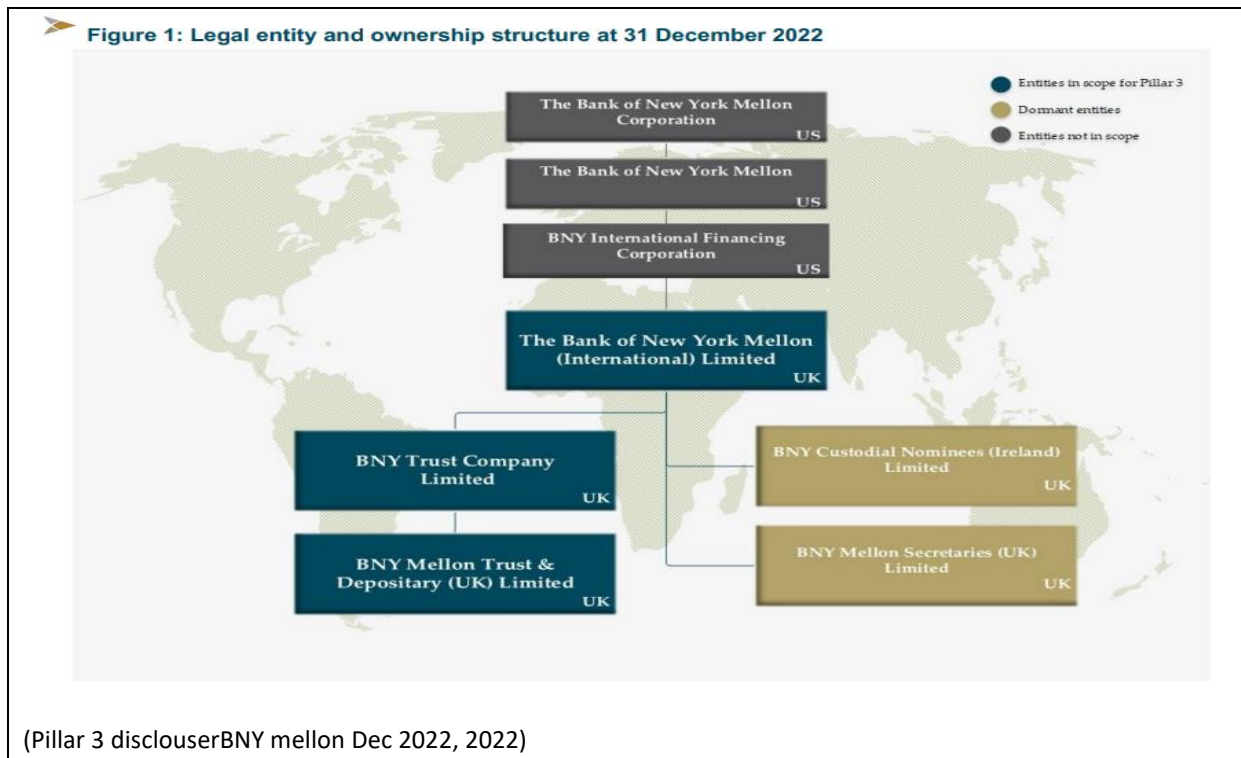 Figure 1: Legal entity and ownership structure at 31 December 2022
Entities in scope for Pillar 3
Dormant entities
Entities not in scope
The Bank of New York Mellon
Corporation
US
The Bank of New York Mellon
US
BNY International Financing
Corporation
US
The Bank of New York Mellon
(International) Limited
UK
BNY Trust Company
Limited
UK
BNY Custodial Nominees (Ireland)
Limited
UK
BNY Mellon Trust &
Depositary (UK) Limited
UK
BNY Mellon Secretaries (UK)
Limited
UK
(Pillar 3 disclouserBNY mellon Dec 2022, 2022)